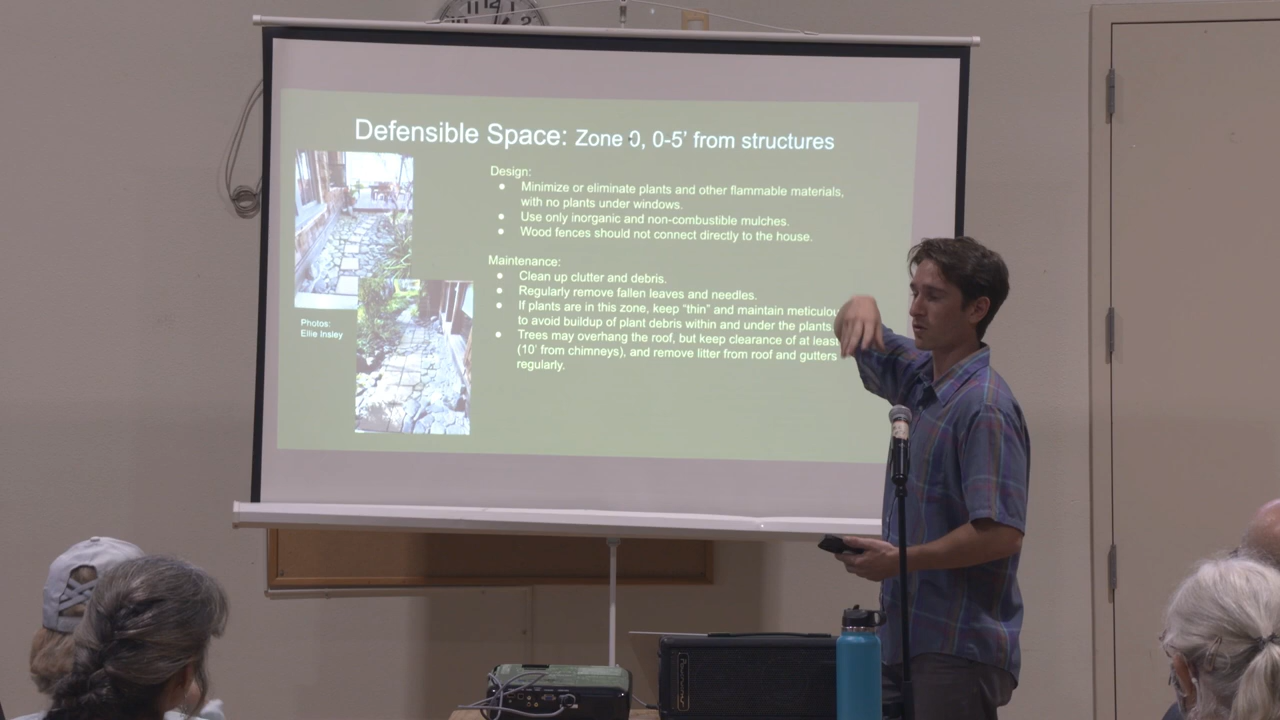 11 12 1
2
Defensible Space: Zone 0, 0-5' from structures
Design:
● Minimize or eliminate plants and other flammable materials,
with no plants under windows.
● Use only inorganic and non-combustible mulches.
● Wood fences should not connect directly to the house.
Maintenance:
● Clean up clutter and debris.
● Regularly remove fallen leaves and needles.
● If plants are in this zone, keep "thin" and maintain meticulou
to avoid buildup of plant debris within and under the plants.
● Trees may overhang the roof, but keep clearance of at least
(10' from chimneys), and remove litter from roof and gutters
regularly.
Photos:
Ellie Insley